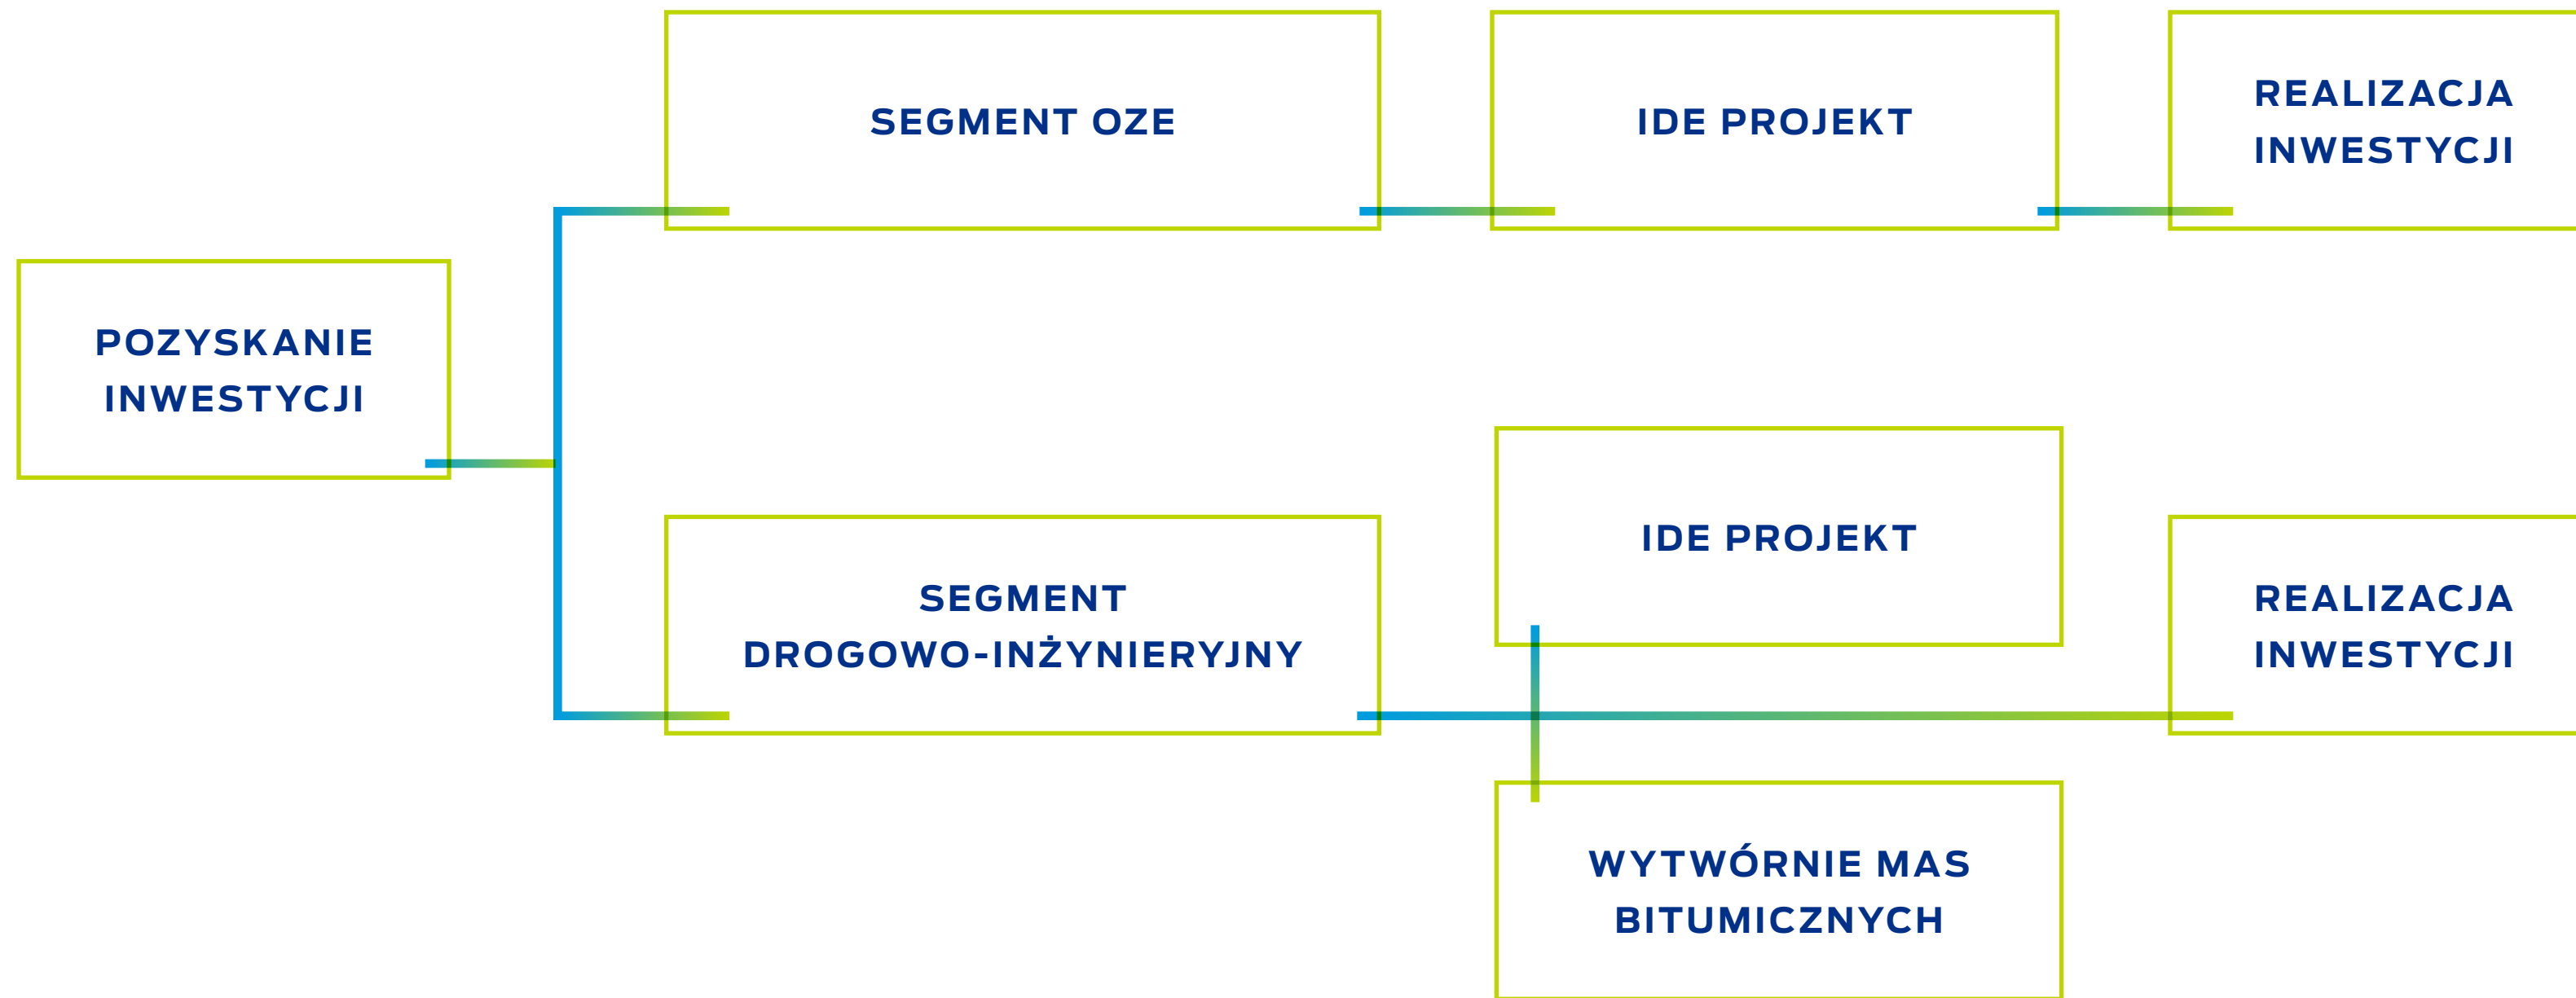 SEGMENT OZE
IDE PROJEKT
REALIZACJA
INWESTYCJI
POZYSKANIE
INWESTYCJI
SEGMENT
DROGOWO-INŻYNIERYJNY
IDE PROJEKT
REALIZACJA
INWESTYCJI
WYTWÓRNIE MAS
BITUMICZNYCH